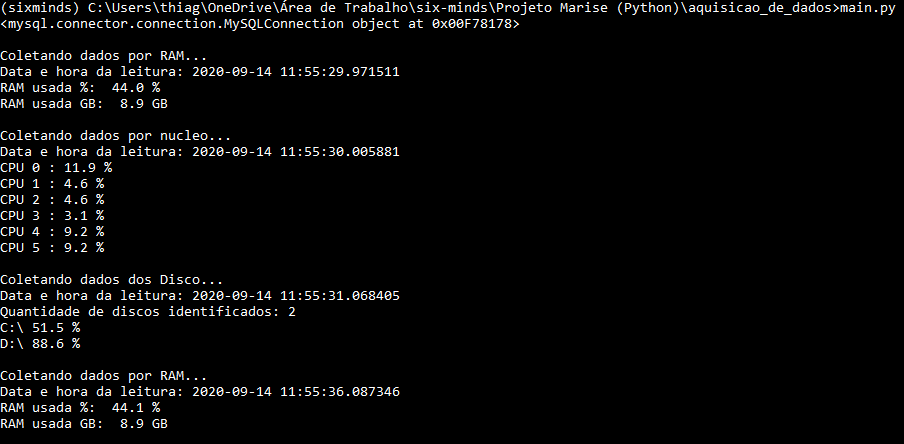 (sixminds) C:\Users\thiag\OneDrive\Área de Trabalho\six-minds\Projeto Marise (Python)\aquisicao_de_dados>main.py
<mysql.connector.connection.MySQLConnection object at 0x00F78178>
Coletando dados por RAM...
Data e hora da leitura: 2020-09-14 11:55:29.971511
RAM usada %:  44.0 %
RAM usada GB:  8.9 GB
Coletando dados por nucleo...
Data e hora da leitura: 2020-09-14 11:55:30.005881
CPU 0 : 11.9 %
CPU 1 : 4.6 %
CPU 2 : 4.6 %
CPU 3 : 3.1 %
CPU 4 : 9.2 %
CPU 5 : 9.2 %
Coletando dados dos Disco...
Data e hora da leitura: 2020-09-14 11:55:31.068405
Quantidade de discos identificados: 2
C:\ 51.5 %
D:\ 88.6 %
Coletando dados por RAM...
Data e hora da leitura: 2020-09-14 11:55:36.087346
RAM usada %:  44.1 %
RAM usada GB:  8.9 GB